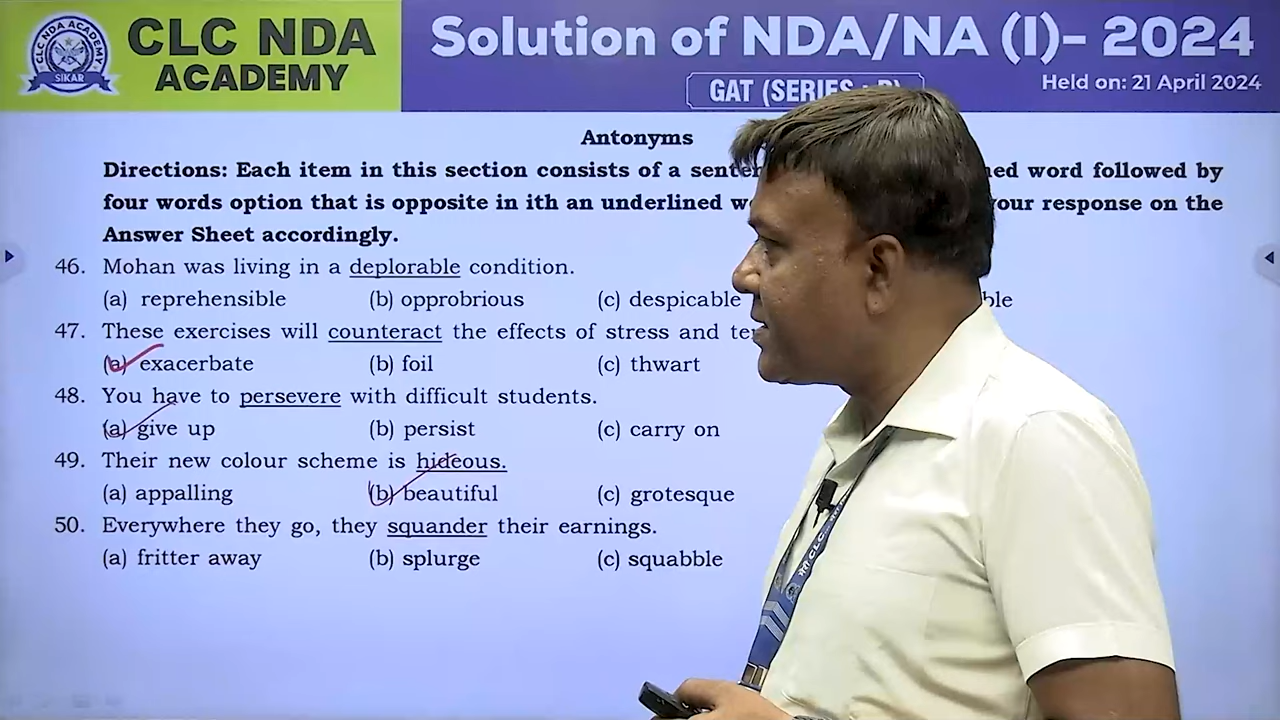 CLC NDA ACADEMY
SIKAR
CLC NDA
ACADEMY
Solution of NDA/NA (I)- 2024
GAT (SERIES : B)
Held on: 21 April 2024
Antonyms
Directions: Each item in this section consists of a word followed by
four words option that is opposite in ith an underlined your response on the
Answer Sheet accordingly.
46. Mohan was living in a deplorable condition.
(a) reprehensible (b) opprobrious (c) despicable
47. These exercises will counteract the effects of stress and
(a) exacerbate (b) foil (c) thwart
48. You have to persevere with difficult students.
(a) give up (b) persist (c) carry on
49. Their new colour scheme is hideous.
(a) appalling (b) beautiful (c) grotesque
50. Everywhere they go, they squander their earnings.
(a) fritter away (b) splurge (c) squabble
CLC